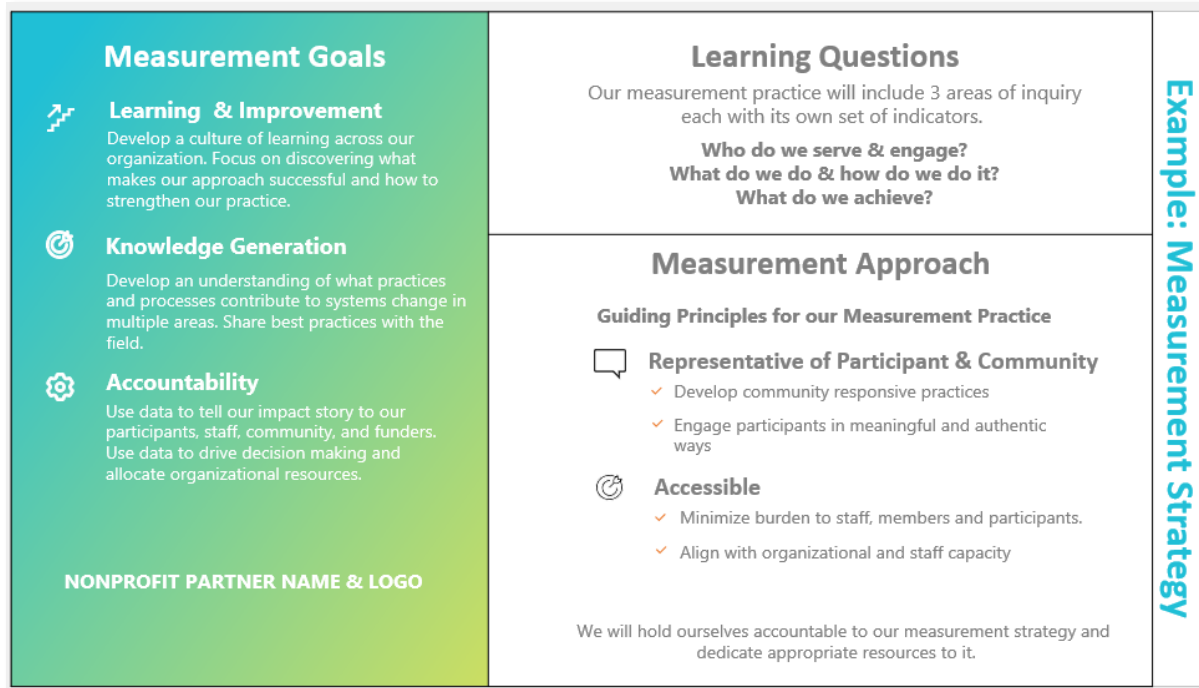 Measurement Goals
Learning & Improvement
Develop a culture of learning across our
organization. Focus on discovering what
makes our approach successful and how to
strengthen our practice.
Knowledge Generation
Develop an understanding of what practices
and processes contribute to systems change in
multiple areas. Share best practices with the
field.
Accountability
Use data to tell our impact story to our
participants, staff, community, and funders.
Use data to drive decision making and
allocate organizational resources.
NONPROFIT PARTNER NAME & LOGO
Learning Questions
Our measurement practice will include 3 areas of inquiry
each with its own set of indicators.
Who do we serve & engage?
What do we do & how do we do it?
What do we achieve?
Measurement Approach
Guiding Principles for our Measurement Practice
Representative of Participant & Community
Develop community responsive practices
Engage participants in meaningful and authentic
ways
Accessible
Minimize burden to staff, members and participants.
Align with organizational and staff capacity
We will hold ourselves accountable to our measurement strategy and
dedicate appropriate resources to it.
Example: Measurement Strategy